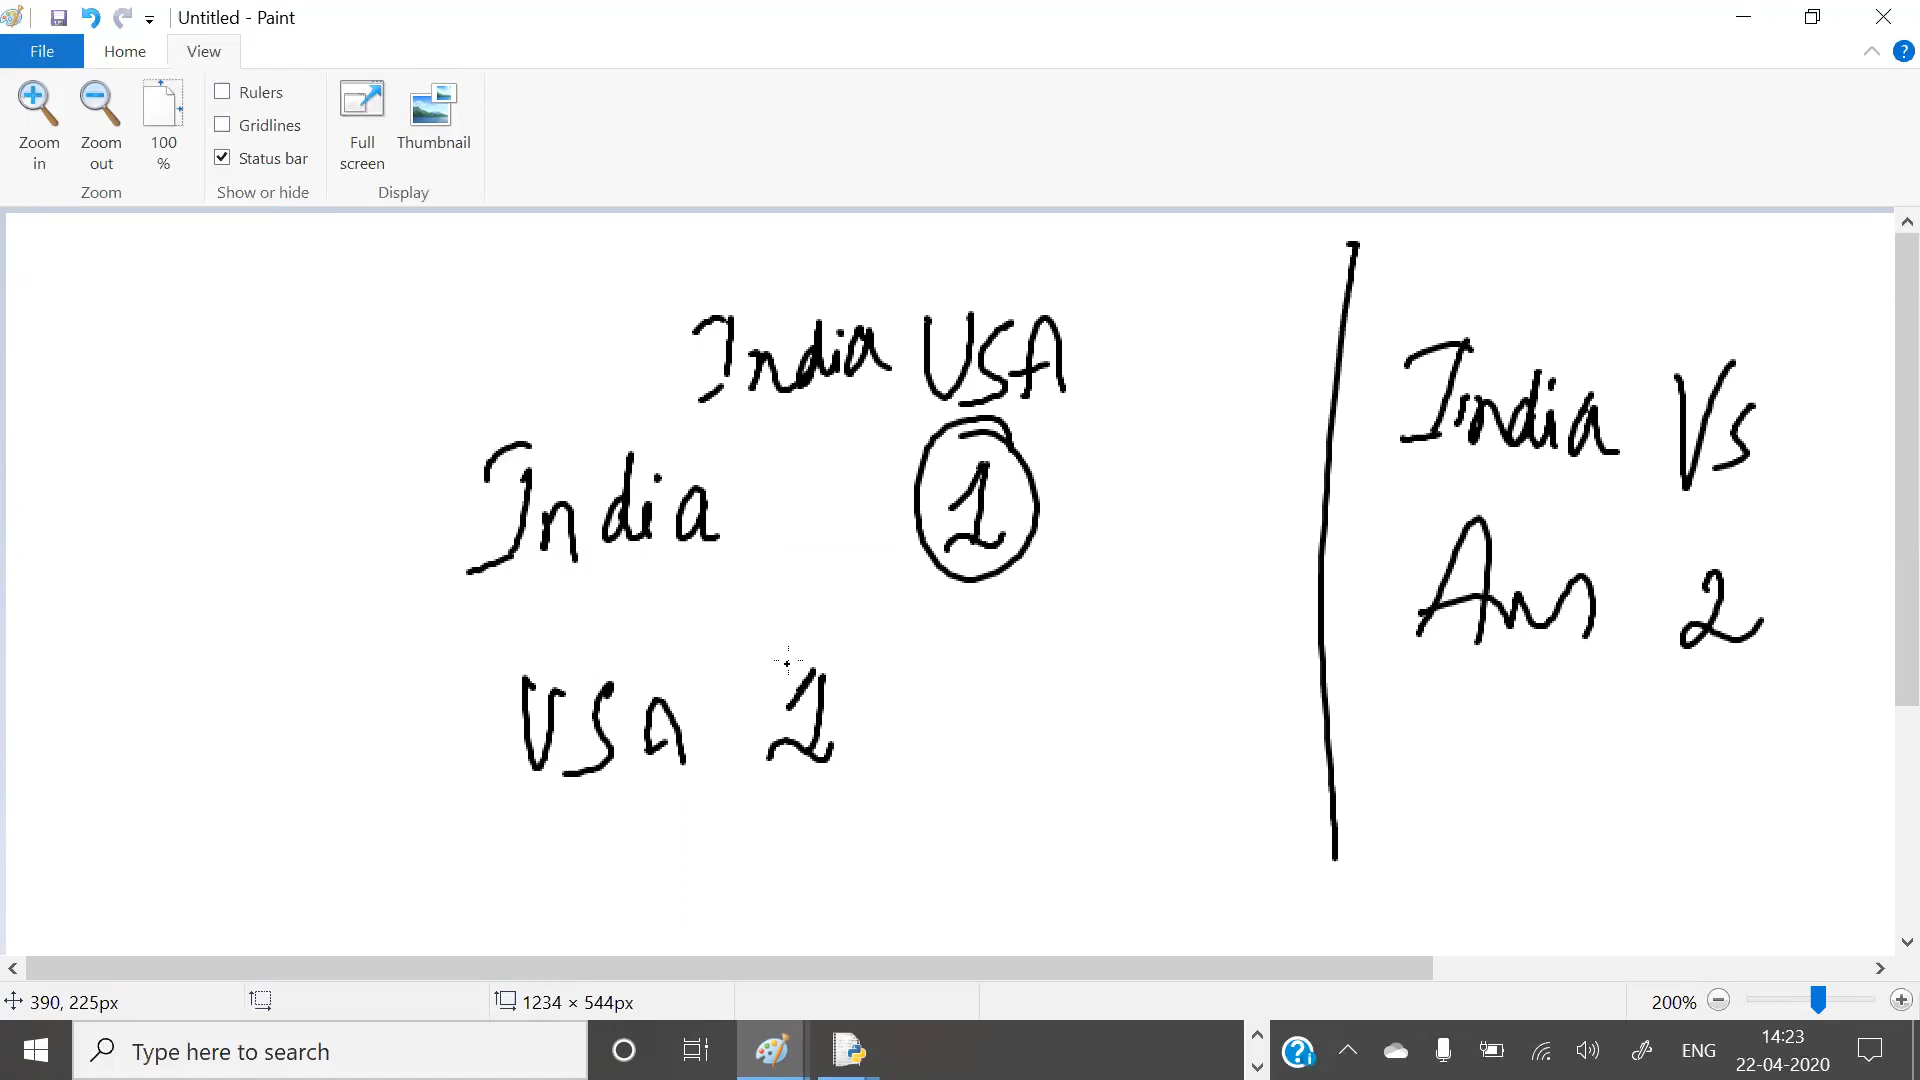 Untitled - Paint
File Home View
Zoom in
Zoom out
100 %
Rulers
Gridlines
Status bar
Full screen
Thumbnail
Zoom
Show or hide
Display
India USA
India 1
USA 1
India Vs
Aus 2
390, 225px
1234 × 544px
200%
Type here to search
ENG
14:23
22-04-2020